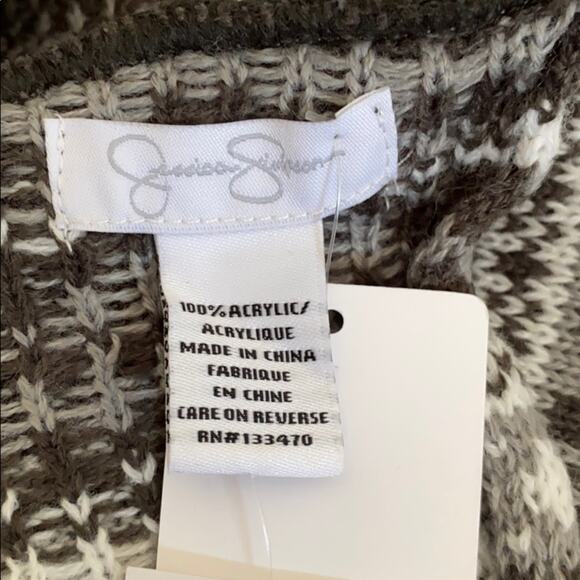 Jessica Simpson
100% ACRYLIC/
ACRYLIQUE
MADE IN CHINA
FABRIQUE
EN CHINE
CARE ON REVERSE
RN#133470